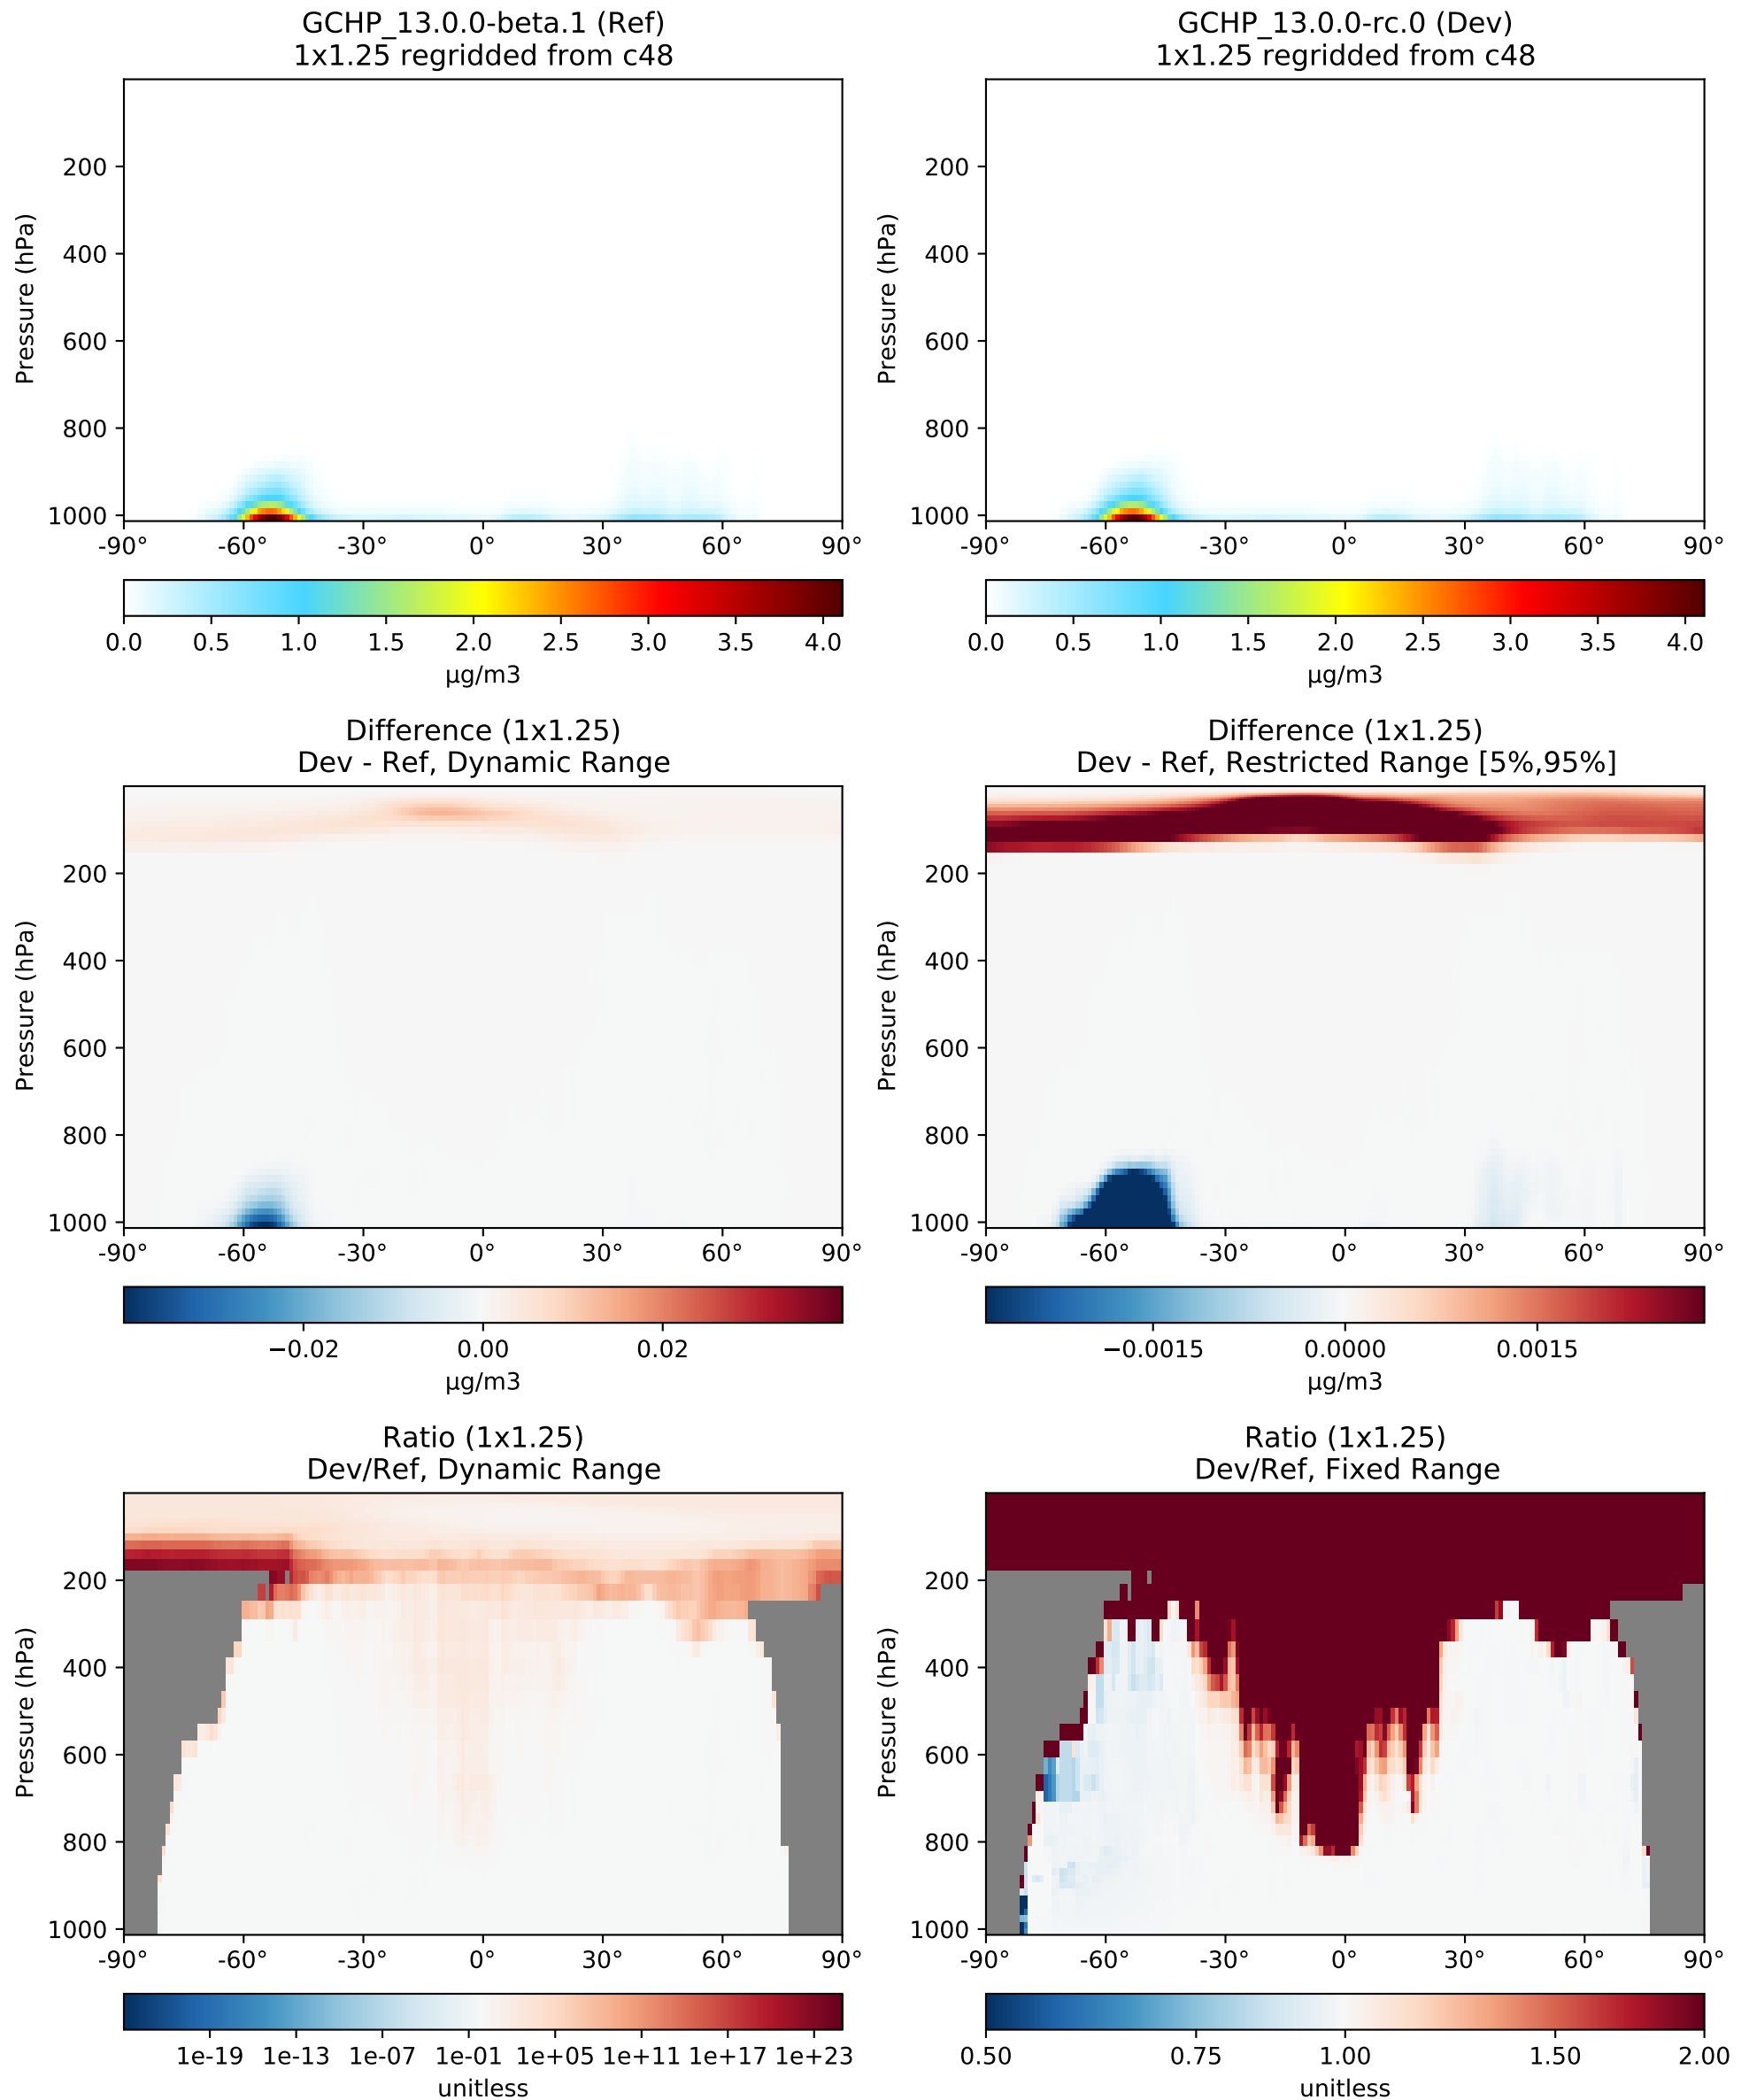 GCHP_13.0.0-beta.1 (Ref)
1x1.25 regridded from c48
GCHP_13.0.0-rc.0 (Dev)
1x1.25 regridded from c48
Pressure (hPa)
200
400
600
800
1000
-90° -60° -30° 0° 30° 60° 90°
0.0 0.5 1.0 1.5 2.0 2.5 3.0 3.5 4.0
µg/m3
Pressure (hPa)
200
400
600
800
1000
-90° -60° -30° 0° 30° 60° 90°
0.0 0.5 1.0 1.5 2.0 2.5 3.0 3.5 4.0
µg/m3
Difference (1x1.25)
Dev - Ref, Dynamic Range
Pressure (hPa)
200
400
600
800
1000
-90° -60° -30° 0° 30° 60° 90°
−0.02 0.00 0.02
µg/m3
Difference (1x1.25)
Dev - Ref, Restricted Range [5%,95%]
Pressure (hPa)
200
400
600
800
1000
-90° -60° -30° 0° 30° 60° 90°
−0.0015 0.0000 0.0015
µg/m3
Ratio (1x1.25)
Dev/Ref, Dynamic Range
Pressure (hPa)
200
400
600
800
1000
-90° -60° -30° 0° 30° 60° 90°
1e-19 1e-13 1e-07 1e-01 1e+05 1e+11 1e+17 1e+23
unitless
Ratio (1x1.25)
Dev/Ref, Fixed Range
Pressure (hPa)
200
400
600
800
1000
-90° -60° -30° 0° 30° 60° 90°
0.50 0.75 1.00 1.50 2.00
unitless